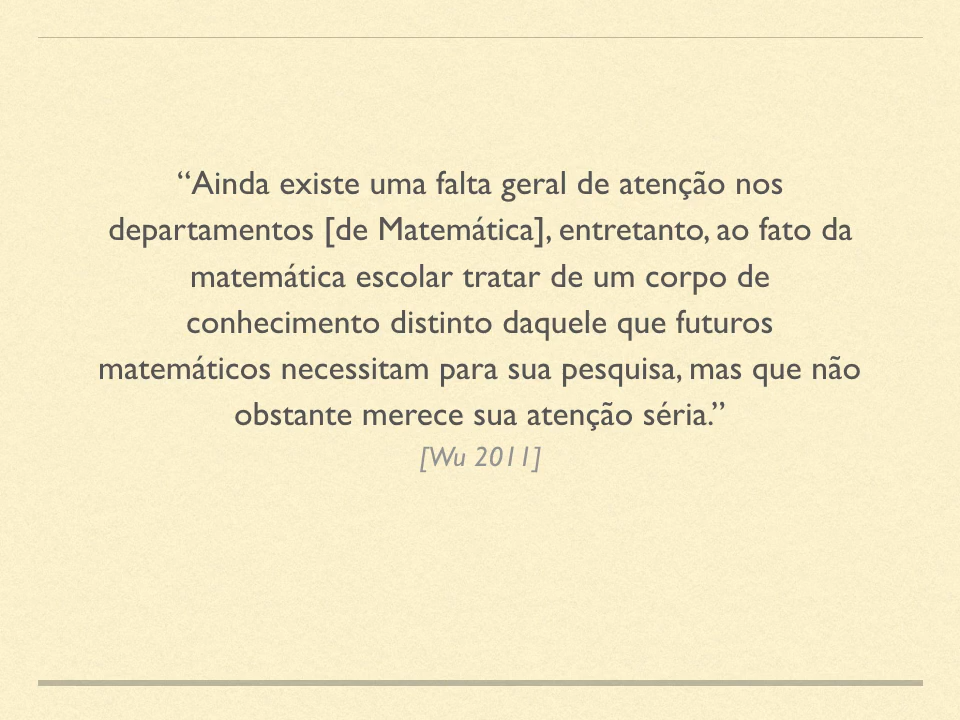 “Ainda existe uma falta geral de atenção nos
departamentos [de Matemática], entretanto, ao fato da
matemática escolar tratar de um corpo de
conhecimento distinto daquele que futuros
matemáticos necessitam para sua pesquisa, mas que não
obstante merece sua atenção séria.”
[Wu 2011]